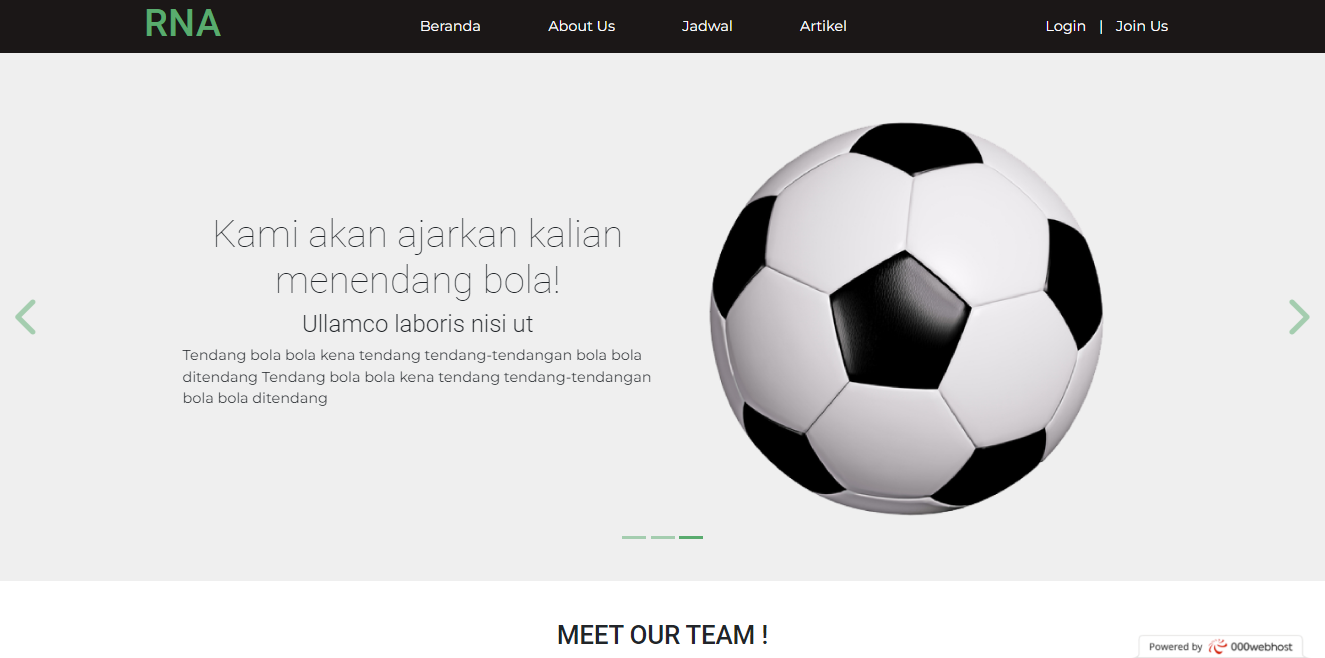 RNA
Beranda About Us Jadwal Artikel
Login | Join Us
Kami akan ajarkan kalian
menendang bola!
Ullamco laboris nisi ut
Tendang bola bola kena tendang tendang-tendangan bola bola
ditendang Tendang bola bola kena tendang tendang-tendangan
bola bola ditendang
MEET OUR TEAM !
Powered by 000webhost